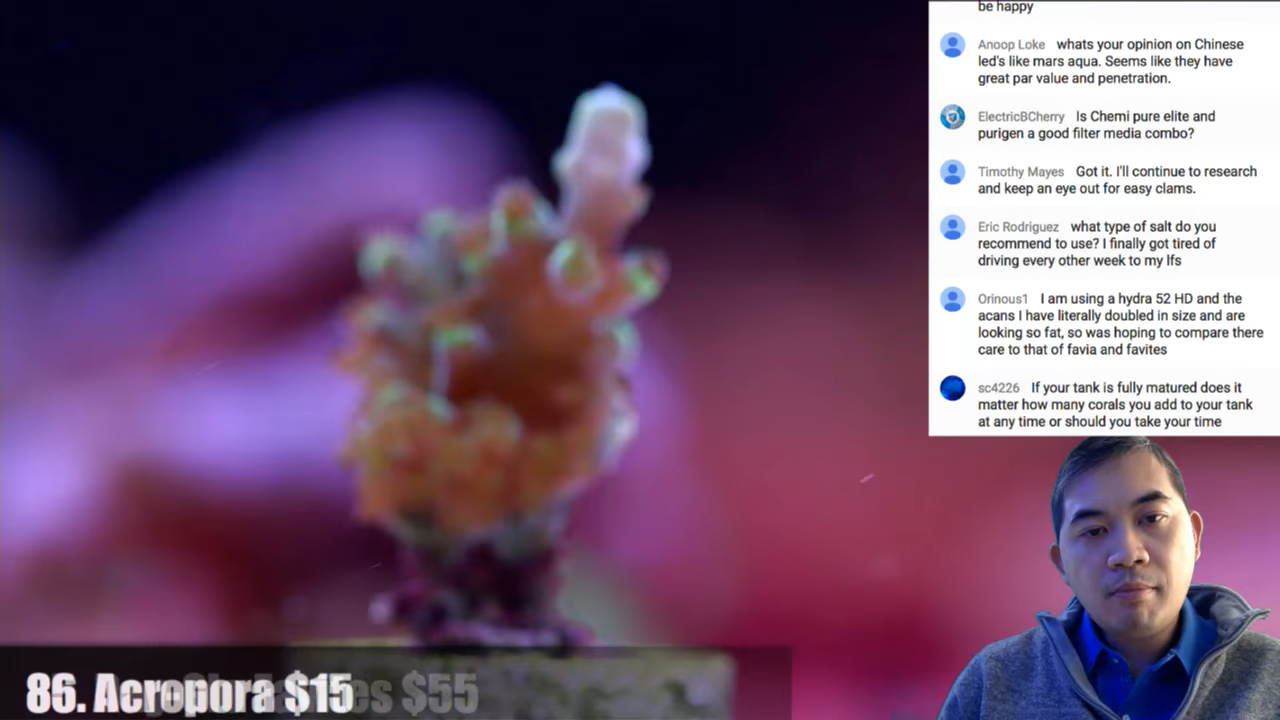 be happy
Anoop Loke whats your opinion on Chinese
led's like mars aqua. Seems like they have
great par value and penetration.
ElectricBCherry Is Chemi pure elite and
purigen a good filter media combo?
Timothy Mayes Got it. I'll continue to research
and keep an eye out for easy clams.
Eric Rodriguez what type of salt do you
recommend to use? I finally got tired of
driving every other week to my lfs
Orinous1 I am using a hydra 52 HD and the
acans I have literally doubled in size and are
looking so fat, so was hoping to compare there
care to that of favia and favites
sc4226 If your tank is fully matured does it
matter how many corals you add to your tank
at any time or should you take your time
86. Acropora $15
$55